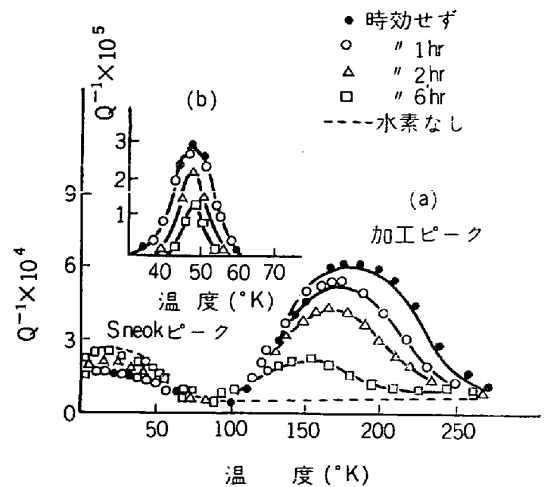 ● 時効せず
○ 〃 1hr
△ 〃 2hr
□ 〃 6hr
-----水素なし
Q⁻¹×10⁵
(b)
3
2
1
40 50 60 70
温度(°K)
(a)
加工ピーク
Q⁻¹×10⁴
9
6
3
0
Sneokピーク
50 100 150 200 250
温 度(°K)